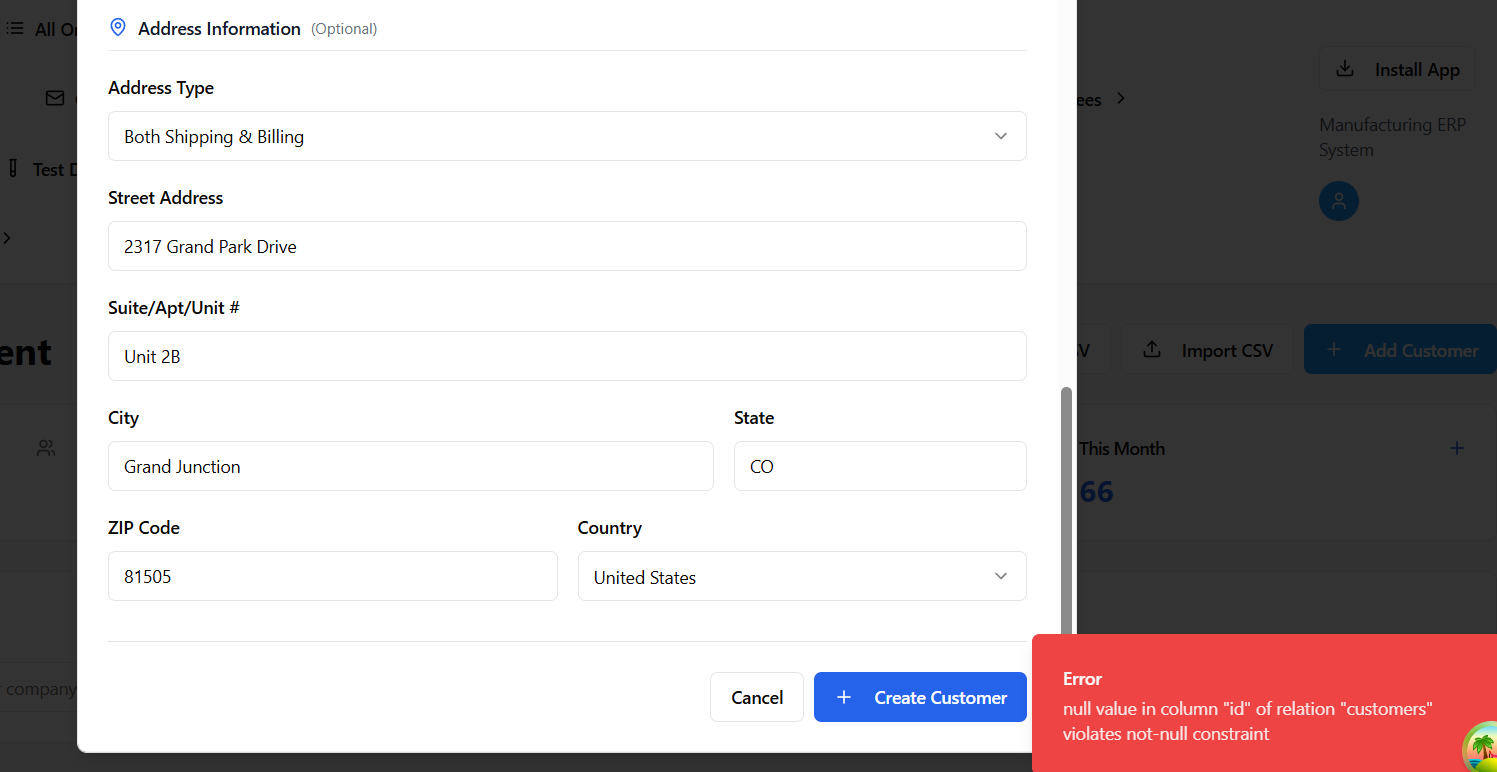 Address Information (Optional)
All
Install App
Address Type
ees
Manufacturing ERP
System
Both Shipping & Billing
Test
Street Address
2317 Grand Park Drive
Suite/Apt/Unit #
ent
Unit 2B
Import CSV
Add Customer
City
State
This Month
Grand Junction
CO
66
ZIP Code
Country
81505
United States
company
Cancel
Create Customer
Error
null value in column "id" of relation "customers"
violates not-null constraint